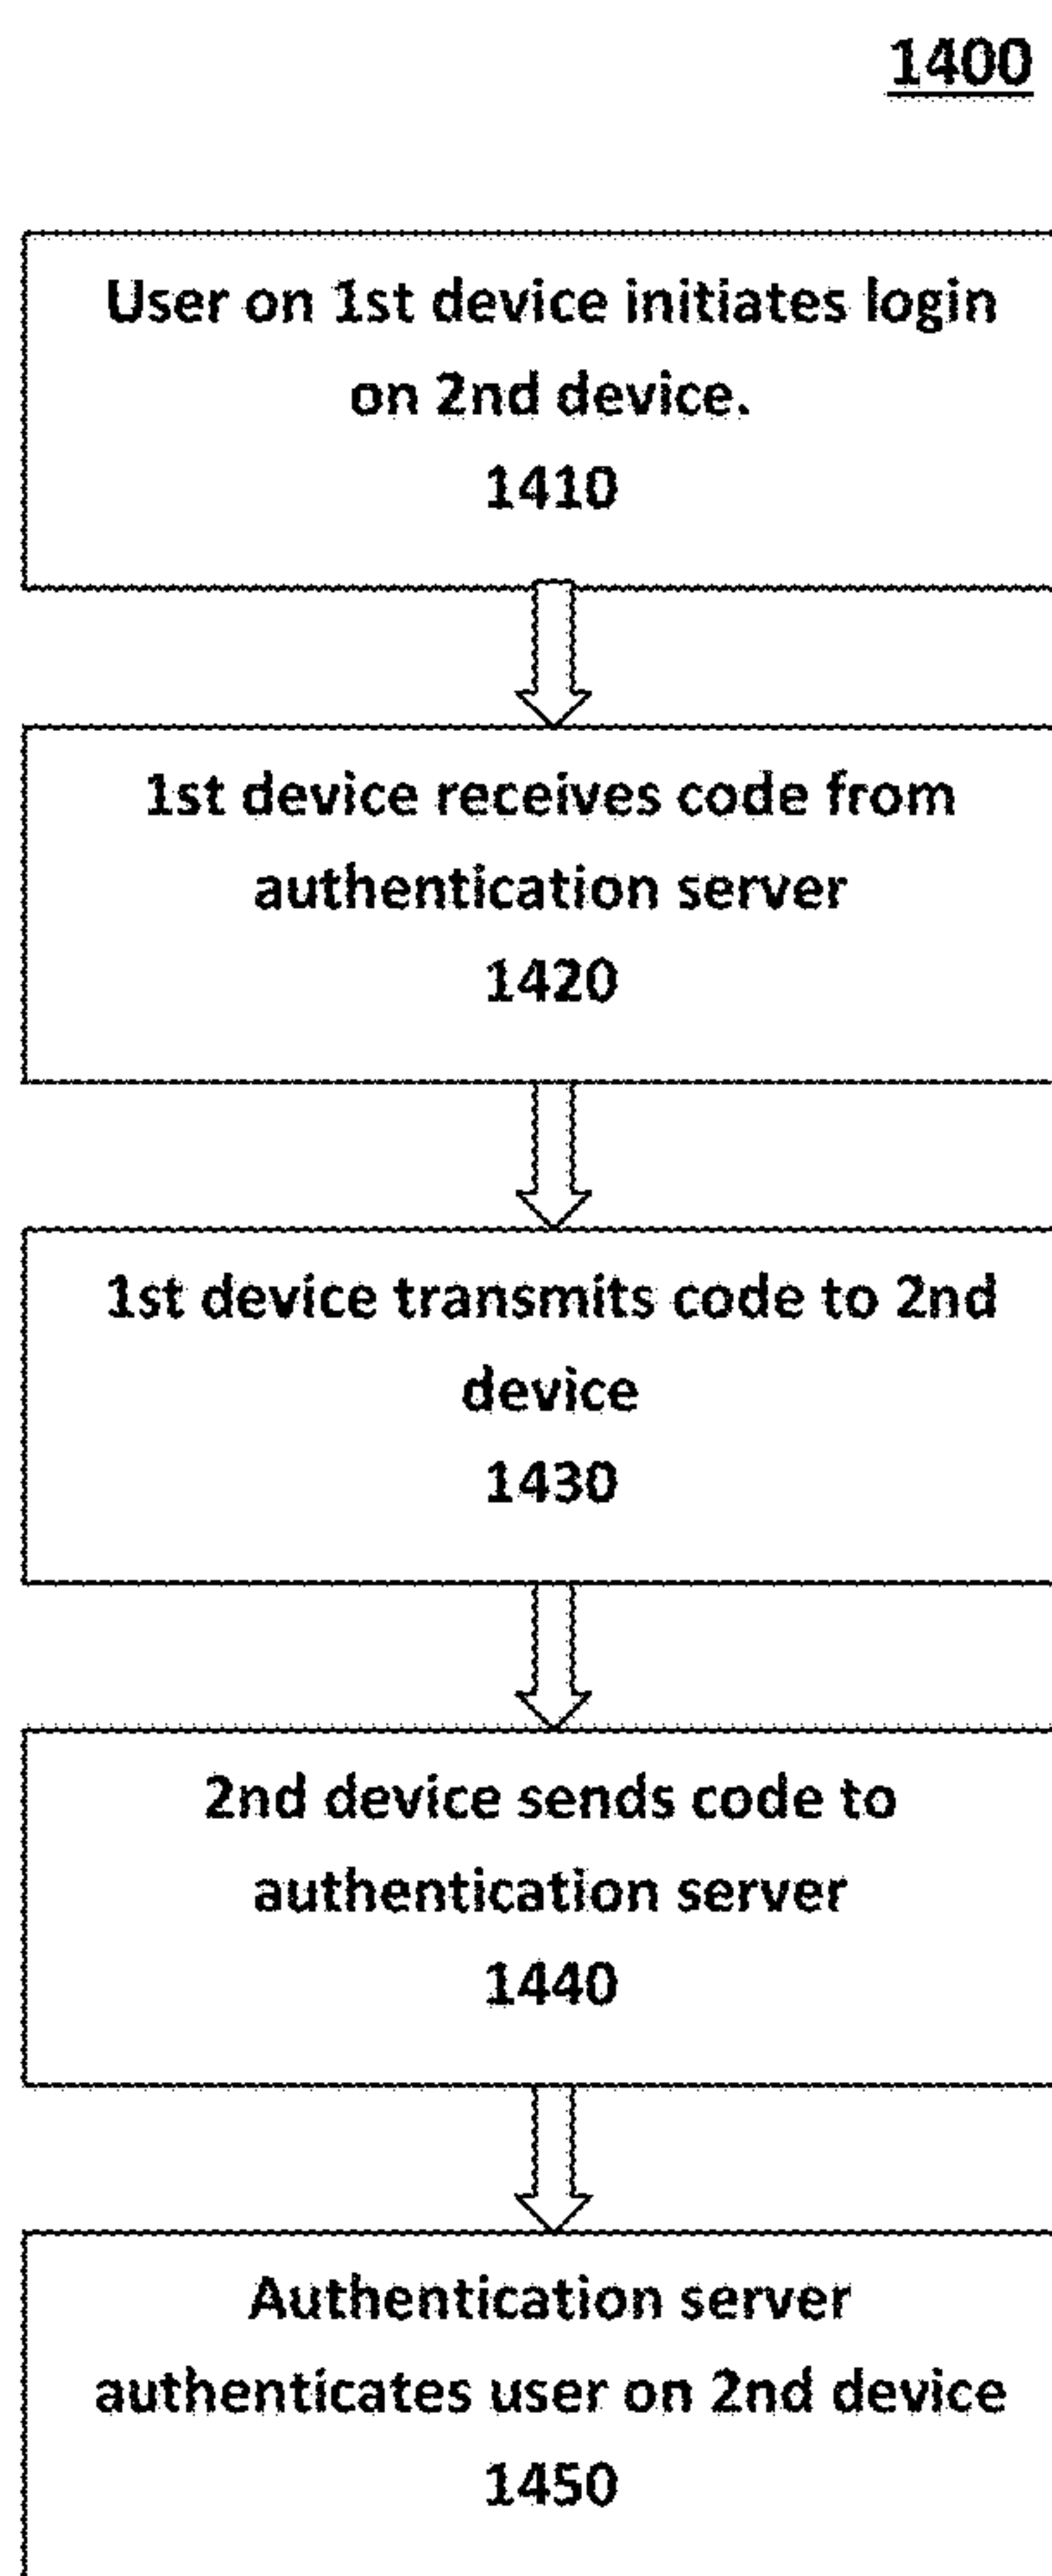 1400
User on 1st device initiates login
on 2nd device.
1410
1st device receives code from
authentication server
1420
1st device transmits code to 2nd
device
1430
2nd device sends code to
authentication server
1440
Authentication server
authenticates user on 2nd device
1450